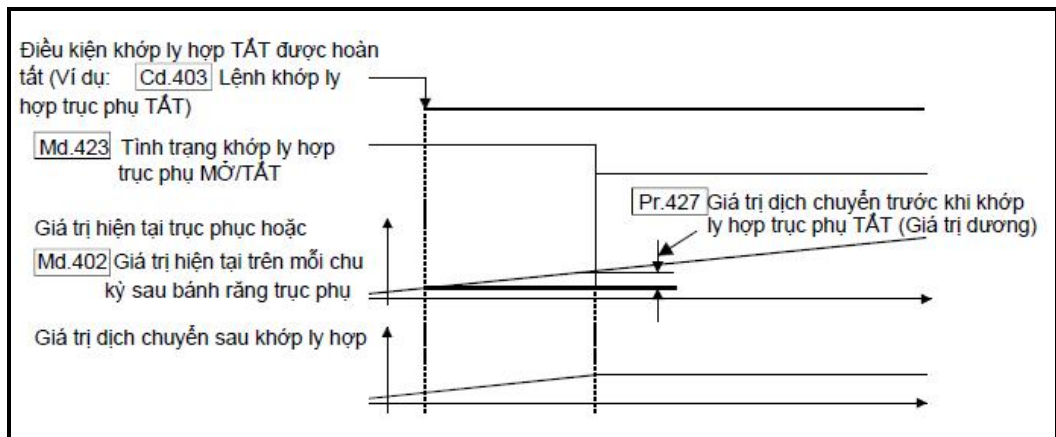 Điều kiện khớp ly hợp TẮT được hoàn
tất (Ví dụ: Cd.403 Lệnh khớp ly
hợp trục phụ TẮT)
Md.423 Tình trạng khớp ly hợp
trục phụ MỞ/TẮT
Pr.427 Giá trị dịch chuyển trước khi khớp
ly hợp trục phụ TẮT (Giá trị dương)
Giá trị hiện tại trục phục hoặc
Md.402 Giá trị hiện tại trên mỗi chu
kỳ sau bánh răng trục phụ
Giá trị dịch chuyển sau khớp ly hợp